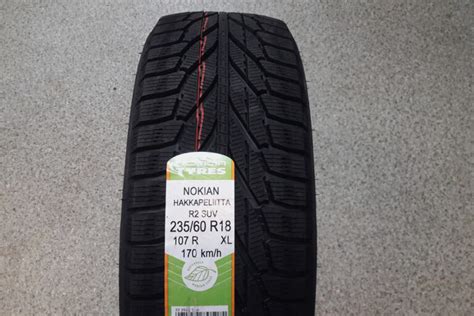 TYRES
NOKIAN
HAKKAPELIITTA
R2 SUV
235/60 R18
107 R XL
170 km/h